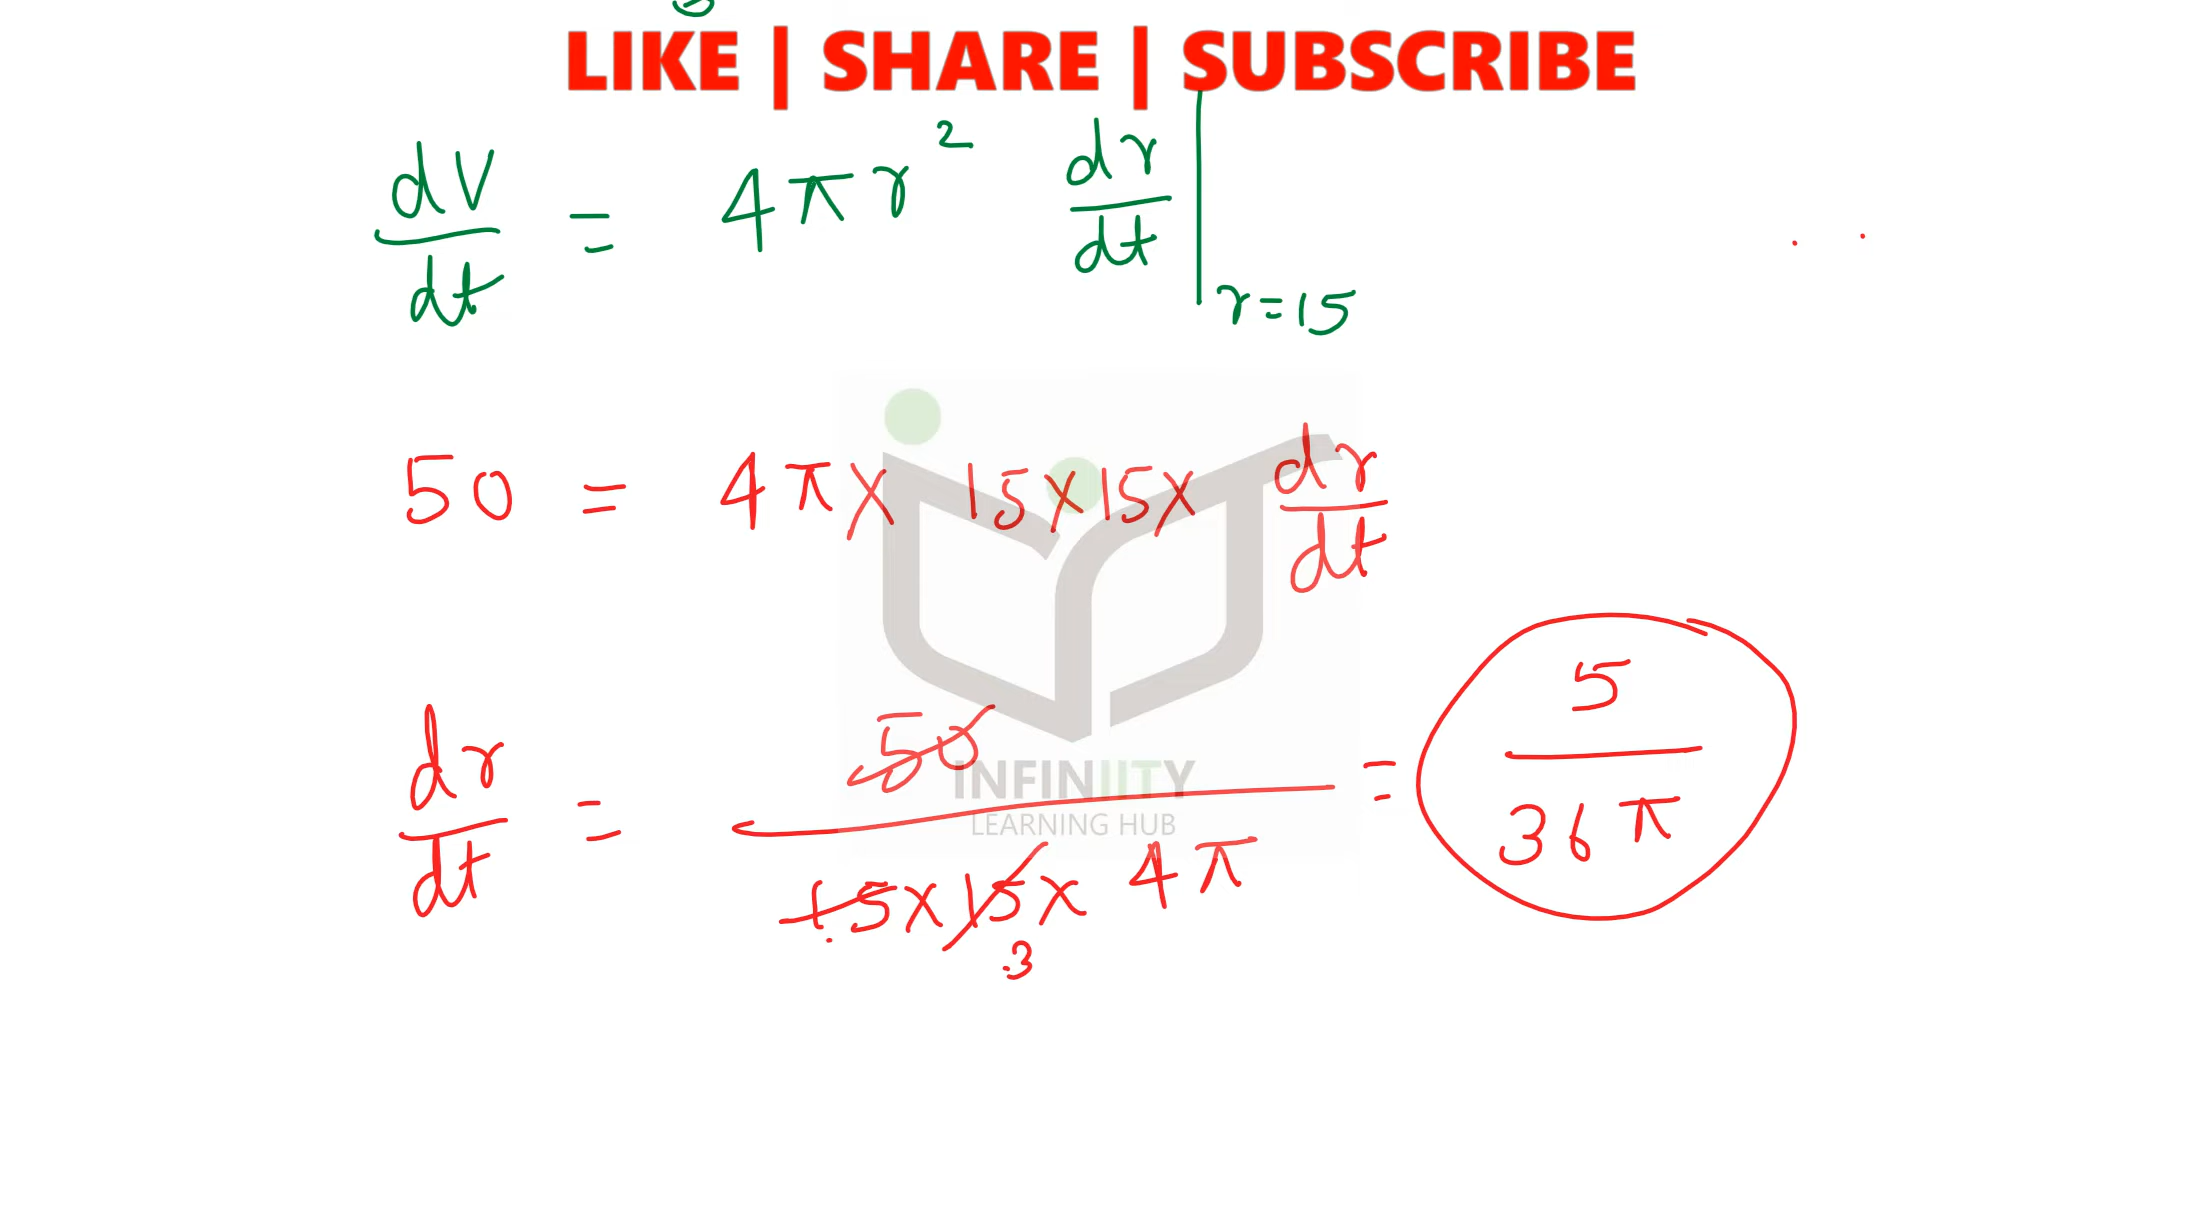 LIKE | SHARE | SUBSCRIBE
dV/dt = 4πr² dr/dt | r=15
50 = 4π × 15×15× dr/dt
dr/dt = 50 / 15×15×4π = 5 / 36π
3
INFINIITY
LEARNING HUB